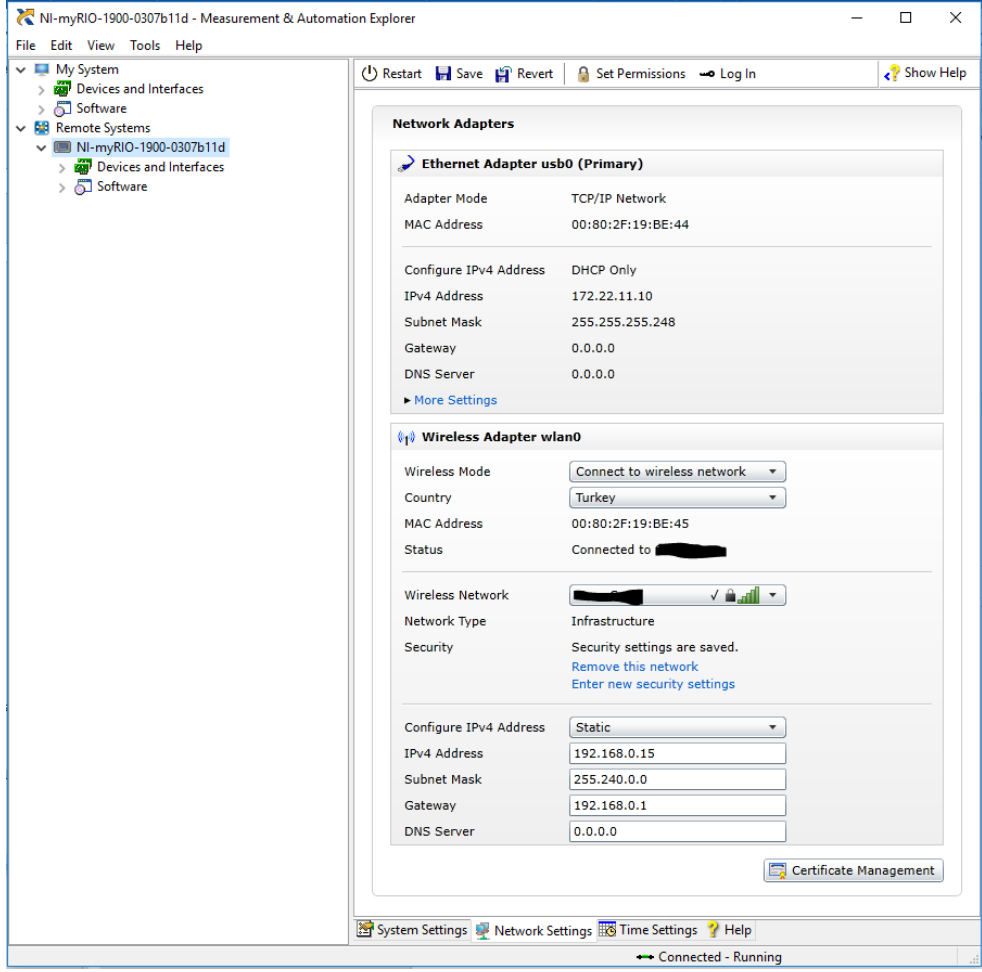 NI-myRIO-1900-0307b11d - Measurement & Automation Explorer
File Edit View Tools Help
My System
Devices and Interfaces
Software
Remote Systems
NI-myRIO-1900-0307b11d
Devices and Interfaces
Software
Restart Save Revert Set Permissions Log In Show Help
Network Adapters
Ethernet Adapter usb0 (Primary)
Adapter Mode TCP/IP Network
MAC Address 00:80:2F:19:BE:44
Configure IPv4 Address DHCP Only
IPv4 Address 172.22.11.10
Subnet Mask 255.255.255.248
Gateway 0.0.0.0
DNS Server 0.0.0.0
More Settings
Wireless Adapter wlan0
Wireless Mode Connect to wireless network
Country Turkey
MAC Address 00:80:2F:19:BE:45
Status Connected to
Wireless Network
Network Type Infrastructure
Security Security settings are saved.
Remove this network
Enter new security settings
Configure IPv4 Address Static
IPv4 Address 192.168.0.15
Subnet Mask 255.240.0.0
Gateway 192.168.0.1
DNS Server 0.0.0.0
Certificate Management
System Settings Network Settings Time Settings Help
Connected - Running